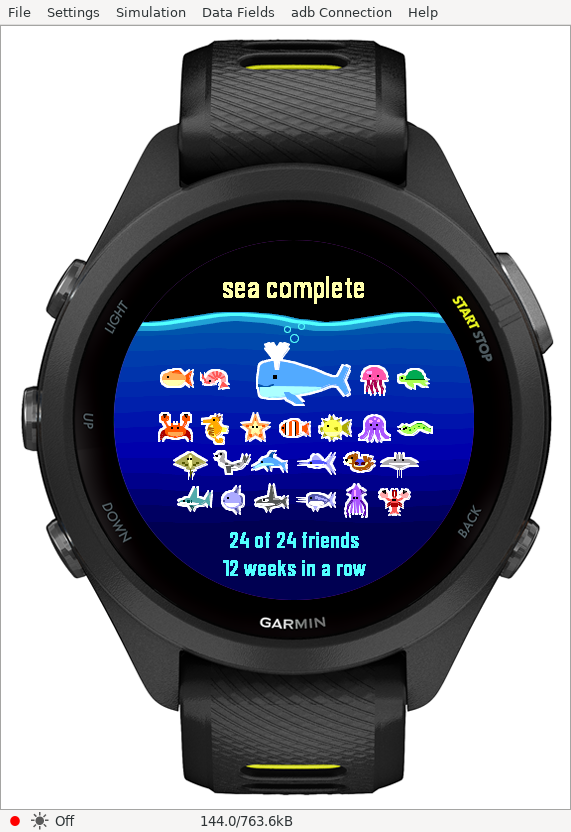 File Settings Simulation Data Fields adb Connection Help
sea complete
LIGHT
START STOP
UP
DOWN
BACK
24 of 24 friends
12 weeks in a row
GARMIN
Off 144.0/763.6kB